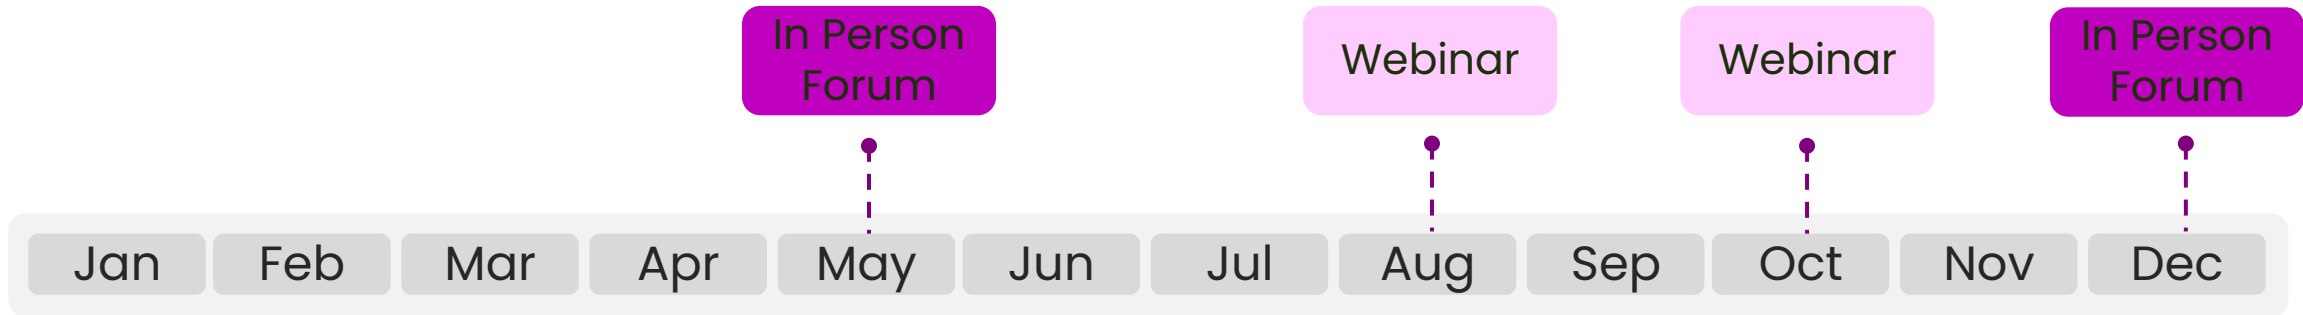 In Person
Forum
Webinar
Webinar
In Person
Forum
Jan Feb Mar Apr May Jun Jul Aug Sep Oct Nov Dec